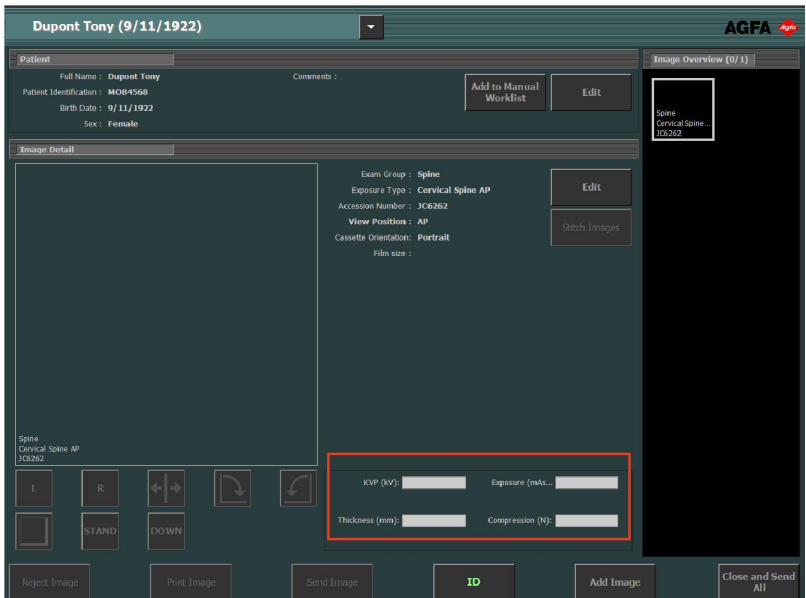 Dupont Tony (9/11/1922)
AGFA
Agfa
Patient
Full Name : Dupont Tony
Comments :
Patient Identification : MOB4568
Birth Date : 9/11/1922
Sex : Female
Add to Manual
Worklist
Edit
Image Overview (0/1)
Spine
Cervical Spine...
JC6262
Image Detail
Exam Group : Spine
Exposure Type : Cervical Spine AP
Accession Number : JC6262
View Position : AP
Cassette Orientation: Portrait
Film size :
Edit
Stitch Images
Spine
Cervical Spine AP
JC6262
L
R
STAND
DOWN
KVP (kV):
Exposure (mAs...
Thickness (mm):
Compression (N):
Reject Image
Print Image
Send Image
ID
Add Image
Close and Send
All